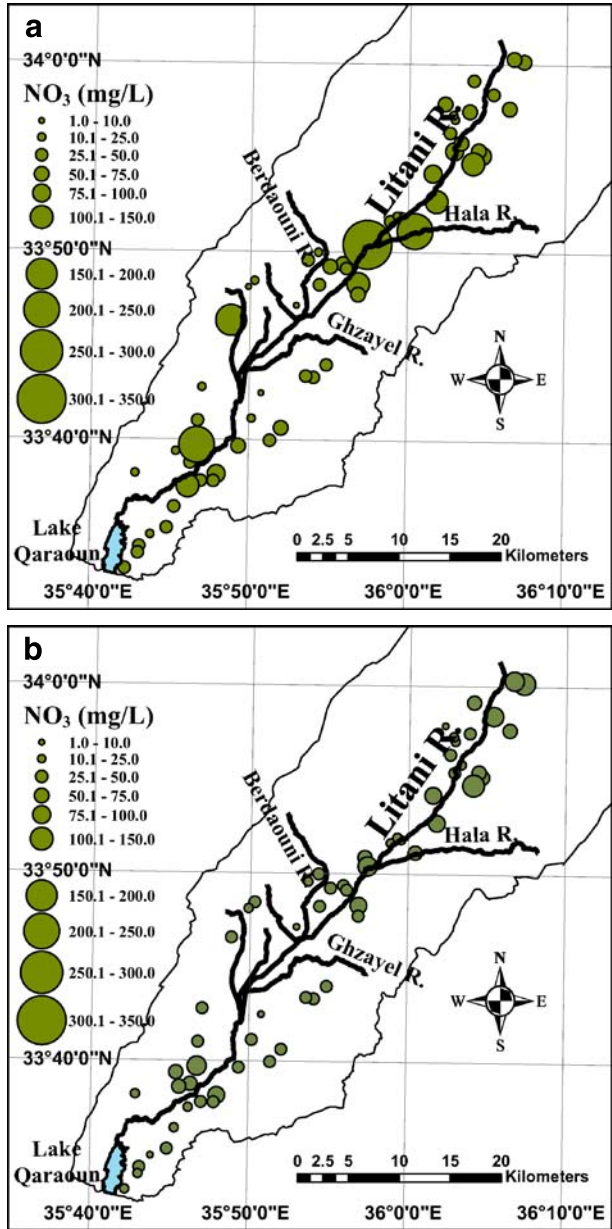 a
34°0'0"N
NO3 (mg/L)
1.0 - 10.0
10.1 - 25.0
25.1 - 50.0
50.1 - 75.0
75.1 - 100.0
100.1 - 150.0
150.1 - 200.0
200.1 - 250.0
250.1 - 300.0
300.1 - 350.0
Litani R.
Berdaouni R.
Hala R.
33°50'0"N
Ghzayel R.
N
W E
S
33°40'0"N
Lake
Qaraoun
0 2.5 5 10 15 20
Kilometers
35°40'0"E 35°50'0"E 36°0'0"E 36°10'0"E
b
34°0'0"N
NO3 (mg/L)
1.0 - 10.0
10.1 - 25.0
25.1 - 50.0
50.1 - 75.0
75.1 - 100.0
100.1 - 150.0
150.1 - 200.0
200.1 - 250.0
250.1 - 300.0
300.1 - 350.0
Litani R.
Berdaouni R.
Hala R.
33°50'0"N
Ghzayel R.
N
W E
S
33°40'0"N
Lake
Qaraoun
0 2.5 5 10 15 20
Kilometers
35°40'0"E 35°50'0"E 36°0'0"E 36°10'0"E